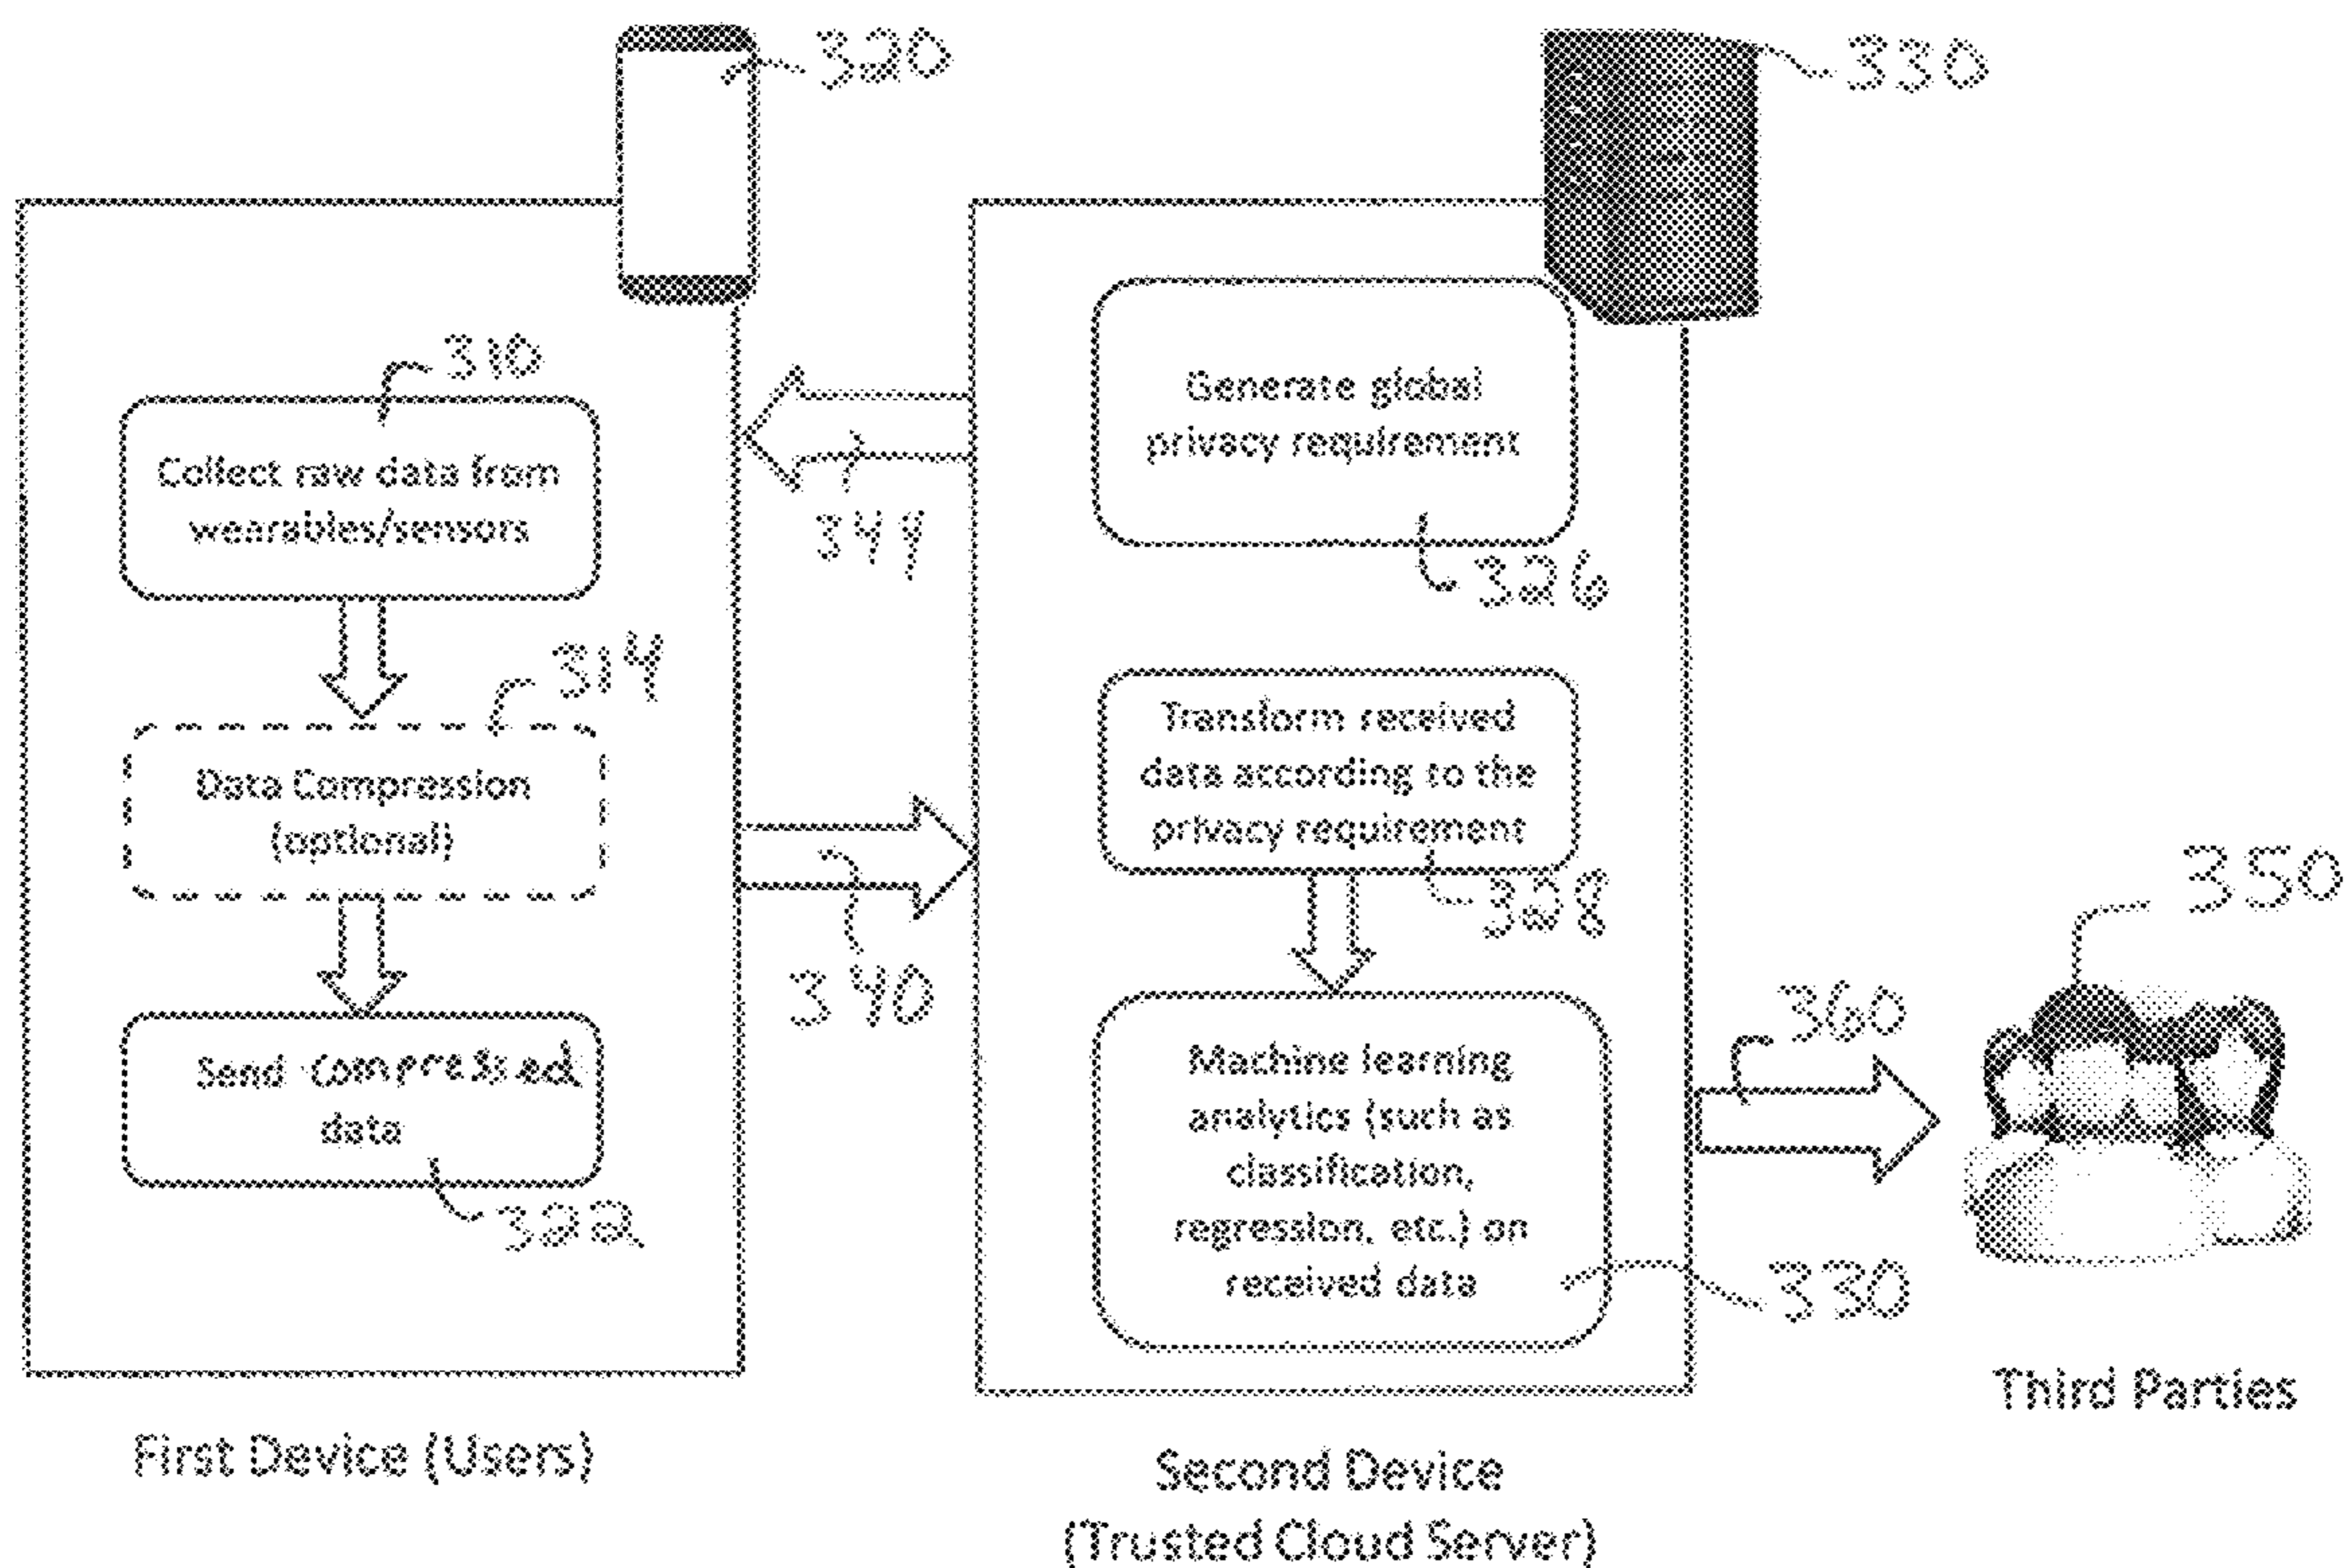 320
330
310
Collect raw data from
wearables/sensors
314
Data Compression
(optional)
Send compressed
data
322
First Device (Users)
344
340
Generate global
privacy requirement
326
Transform received
data according to the
privacy requirement
328
Machine learning
analytics (such as
classification,
regression, etc.) on
received data
330
Second Device
(Trusted Cloud Server)
360
350
Third Parties